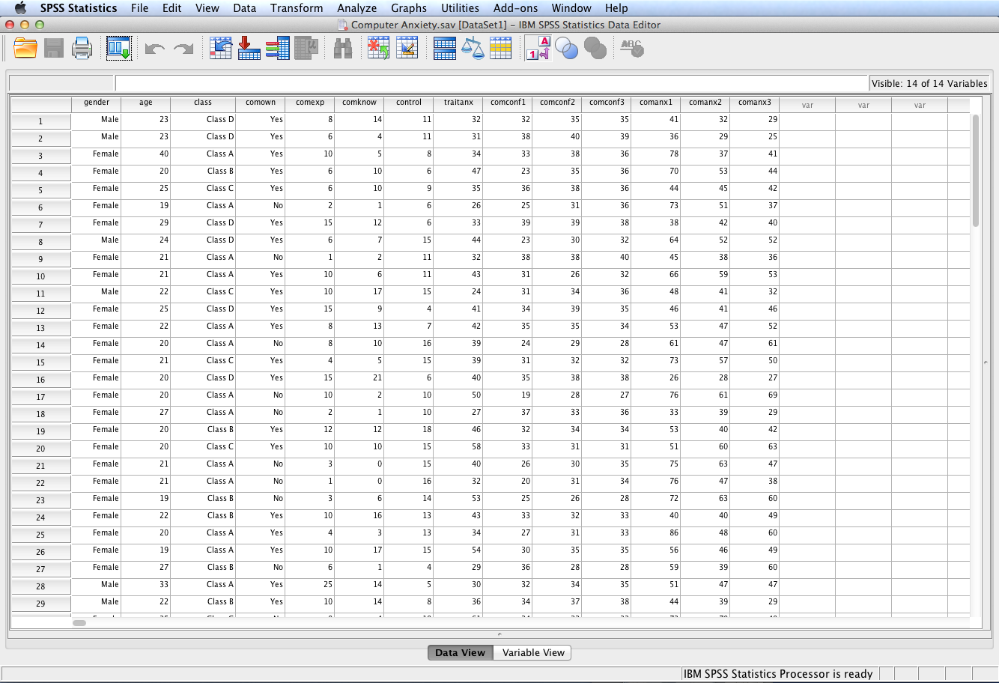 SPSS Statistics File Edit View Data Transform Analyze Graphs Utilities Add-ons Window Help
Computer Anxiety.sav [DataSet1] – IBM SPSS Statistics Data Editor
A 1 μ ABC
Visible: 14 of 14 Variables
gender age class comown comexp comknow control traitanx comconf1 comconf2 comconf3 comanx1 comanx2 comanx3 var var var
1 Male 23 Class D Yes 8 14 11 32 32 35 35 41 32 29
2 Male 23 Class D Yes 6 4 11 31 38 40 39 36 29 25
3 Female 40 Class A Yes 10 5 8 34 33 38 36 78 37 41
4 Female 20 Class B Yes 6 10 6 47 23 35 36 70 53 44
5 Female 25 Class C Yes 6 10 9 35 36 38 36 44 45 42
6 Female 19 Class A No 2 1 6 26 25 31 36 73 51 37
7 Female 29 Class D Yes 15 12 6 33 39 39 38 38 42 40
8 Male 24 Class D Yes 6 7 15 44 23 30 32 64 52 52
9 Female 21 Class A No 1 2 11 32 38 38 40 45 38 36
10 Female 21 Class A Yes 10 6 11 43 31 26 32 66 59 53
11 Male 22 Class C Yes 10 17 15 24 31 34 36 48 41 32
12 Female 25 Class D Yes 15 9 4 41 34 39 35 46 41 46
13 Female 22 Class A Yes 8 13 7 42 35 35 34 53 47 52
14 Female 20 Class A No 8 10 16 39 24 29 28 61 47 61
15 Female 21 Class C Yes 4 5 15 39 31 32 32 73 57 50
16 Female 20 Class D Yes 15 21 6 40 35 38 38 26 28 27
17 Female 20 Class A No 10 2 10 50 19 28 27 76 61 69
18 Female 27 Class A No 2 1 10 27 37 33 36 33 39 29
19 Female 20 Class B Yes 12 12 18 46 32 34 34 53 40 42
20 Female 20 Class C Yes 10 10 15 58 33 31 31 51 60 63
21 Female 21 Class A No 3 0 15 40 26 30 35 75 63 47
22 Female 21 Class A No 1 0 16 32 20 31 34 76 47 38
23 Female 19 Class B No 3 6 14 53 25 26 28 72 63 60
24 Female 22 Class B Yes 10 16 13 43 33 32 33 40 40 49
25 Female 20 Class A Yes 4 3 13 34 27 31 33 86 48 60
26 Female 19 Class A Yes 10 17 15 54 30 35 35 56 46 49
27 Female 27 Class B No 6 1 4 29 36 28 28 59 39 60
28 Male 33 Class A Yes 25 14 5 30 32 34 35 51 47 47
29 Male 22 Class B Yes 10 14 8 36 34 37 38 44 39 29
Data View Variable View
IBM SPSS Statistics Processor is ready